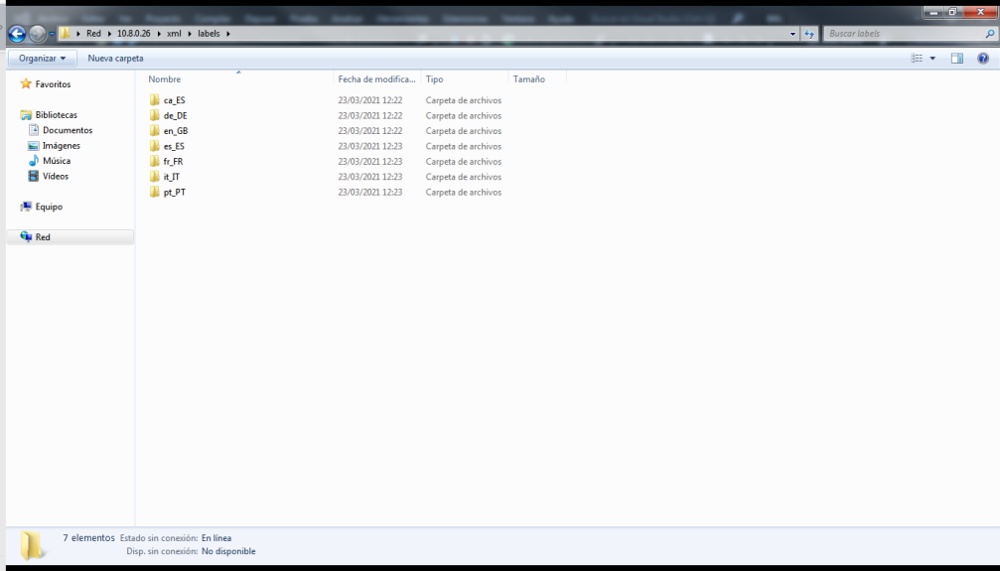 Red 10.8.0.26 xml labels
Buscar labels
Organizar Nueva carpeta
Favoritos
Bibliotecas
Documentos
Imágenes
Música
Vídeos
Equipo
Red
Nombre Fecha de modifica... Tipo Tamaño
ca_ES 23/03/2021 12:22 Carpeta de archivos
de_DE 23/03/2021 12:22 Carpeta de archivos
en_GB 23/03/2021 12:22 Carpeta de archivos
es_ES 23/03/2021 12:23 Carpeta de archivos
fr_FR 23/03/2021 12:23 Carpeta de archivos
it_IT 23/03/2021 12:23 Carpeta de archivos
pt_PT 23/03/2021 12:23 Carpeta de archivos
7 elementos Estado sin conexión: En línea
Disp. sin conexión: No disponible